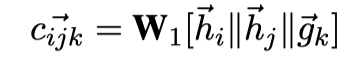 $\vec{c_{ijk}} = \mathbf{W}_1[\vec{h}_i \| \vec{h}_j \| \vec{g}_k]$